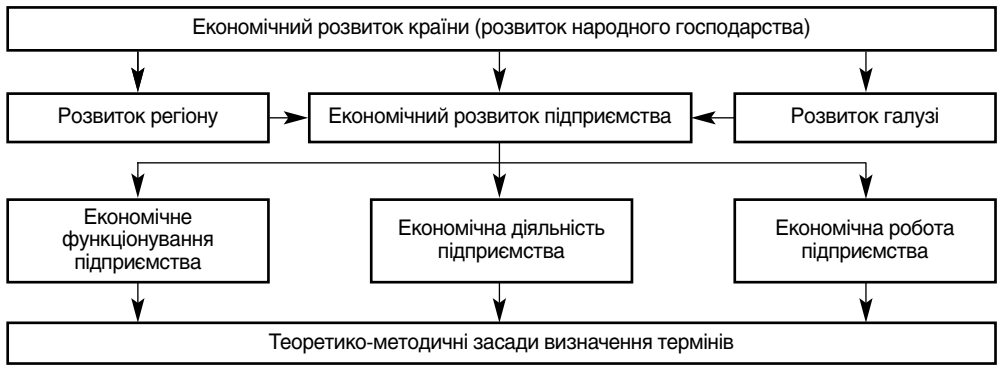 Економічний розвиток країни (розвиток народного господарства)
Розвиток регіону
Економічний розвиток підприємства
Розвиток галузі
Економічне
функціонування
підприємства
Економічна діяльність
підприємства
Економічна робота
підприємства
Теоретико-методичні засади визначення термінів